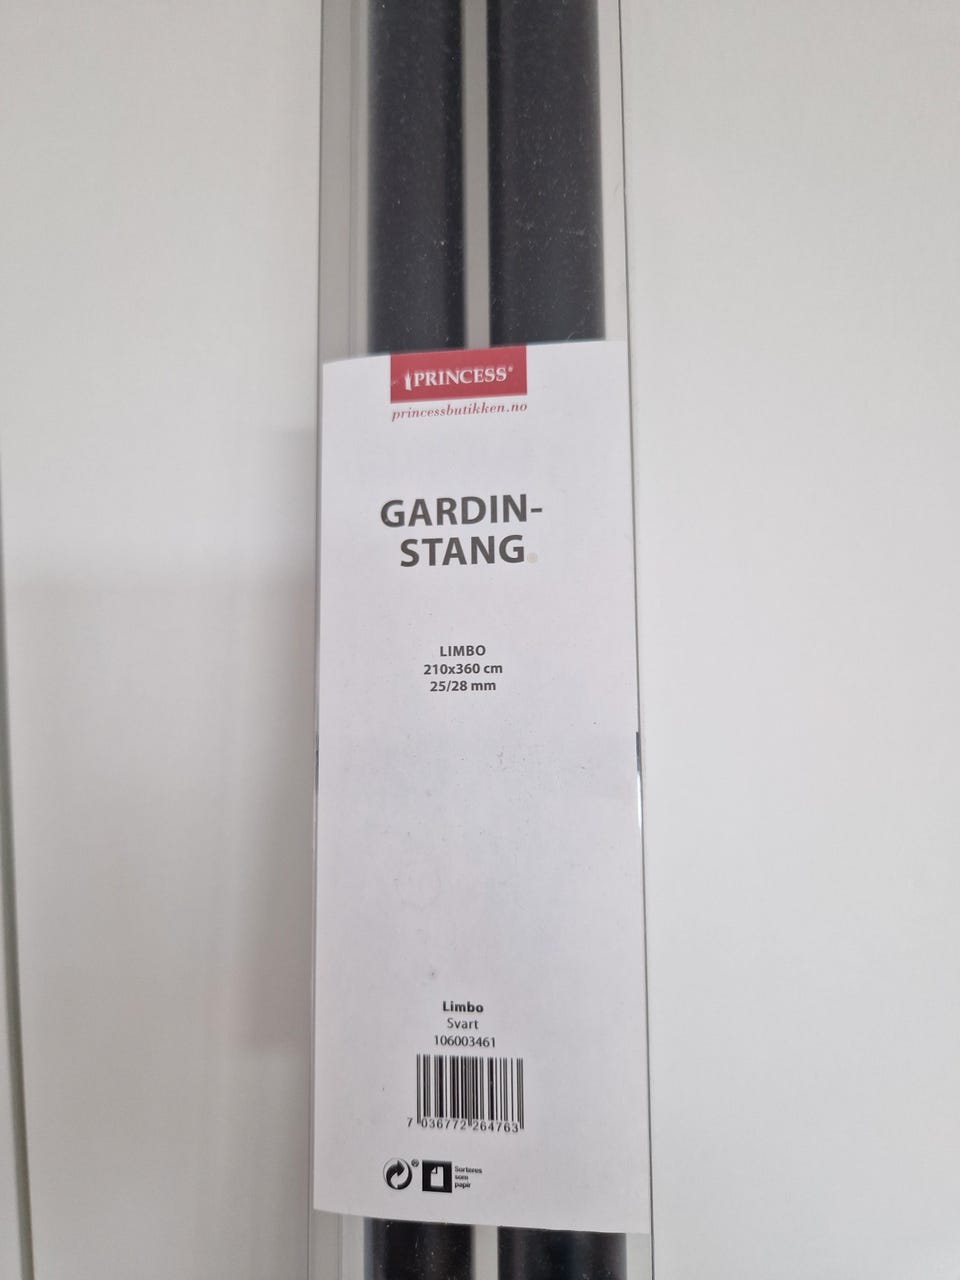 PRINCESS®
princessbutikken.no
GARDIN-
STANG
LIMBO
210x360 cm
25/28 mm
Limbo
Svart
106003461
7 036772 264763
®
Sorteres
som
papir